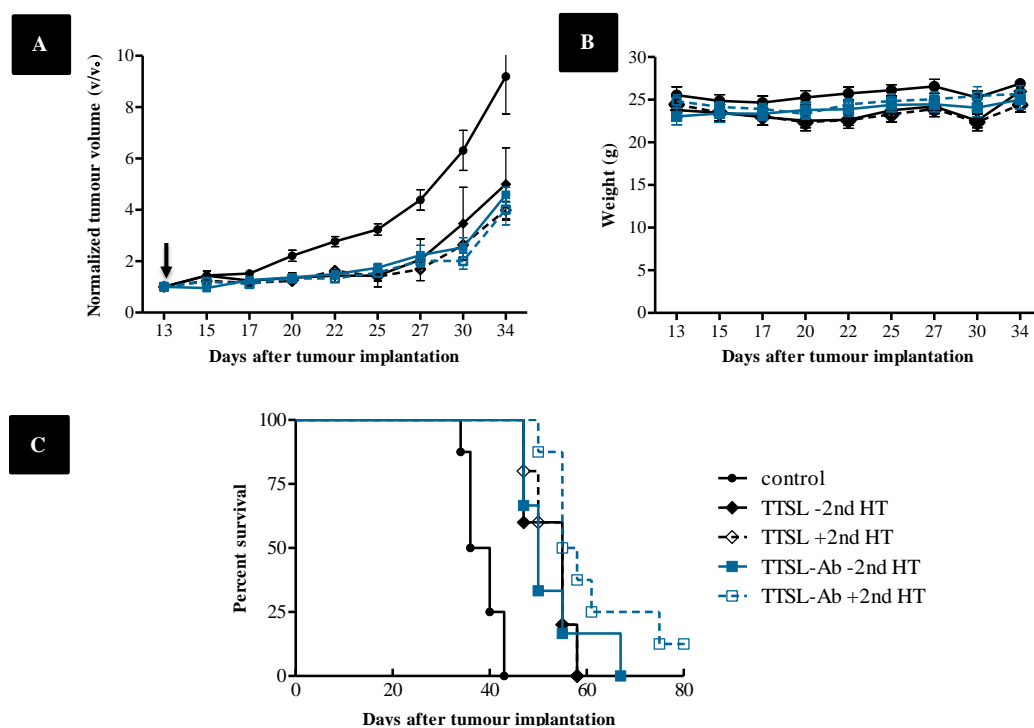 A
Normalized tumour volume (v/v₀)
10
8
6
4
2
0
13 15 17 20 22 25 27 30 34
Days after tumour implantation
B
Weight (g)
30
25
20
15
10
5
0
13 15 17 20 22 25 27 30 34
Days after tumour implantation
C
Percent survival
100
75
50
25
0
0 20 40 60 80
Days after tumour implantation
control
TTSL -2nd HT
TTSL +2nd HT
TTSL-Ab -2nd HT
TTSL-Ab +2nd HT